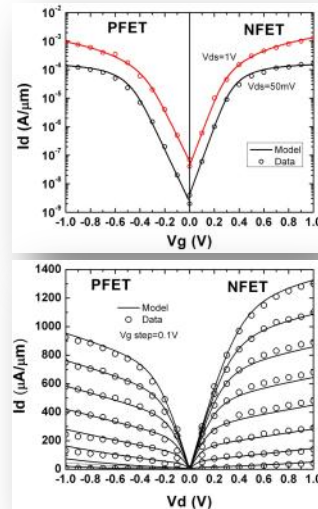 10⁻²
10⁻³
10⁻⁴
10⁻⁵
10⁻⁶
10⁻⁷
10⁻⁸
10⁻⁹
Id (A/μm)
PFET
NFET
Vds=1V
Vds=50mV
Model
Data
-1.0 -0.8 -0.6 -0.4 -0.2 0.0 0.2 0.4 0.6 0.8 1.0
Vg (V)
1400
1200
1000
800
600
400
200
0
Id (μA/μm)
PFET
NFET
Model
Data
Vg step=0.1V
-1.0 -0.8 -0.6 -0.4 -0.2 0.0 0.2 0.4 0.6 0.8 1.0
Vd (V)